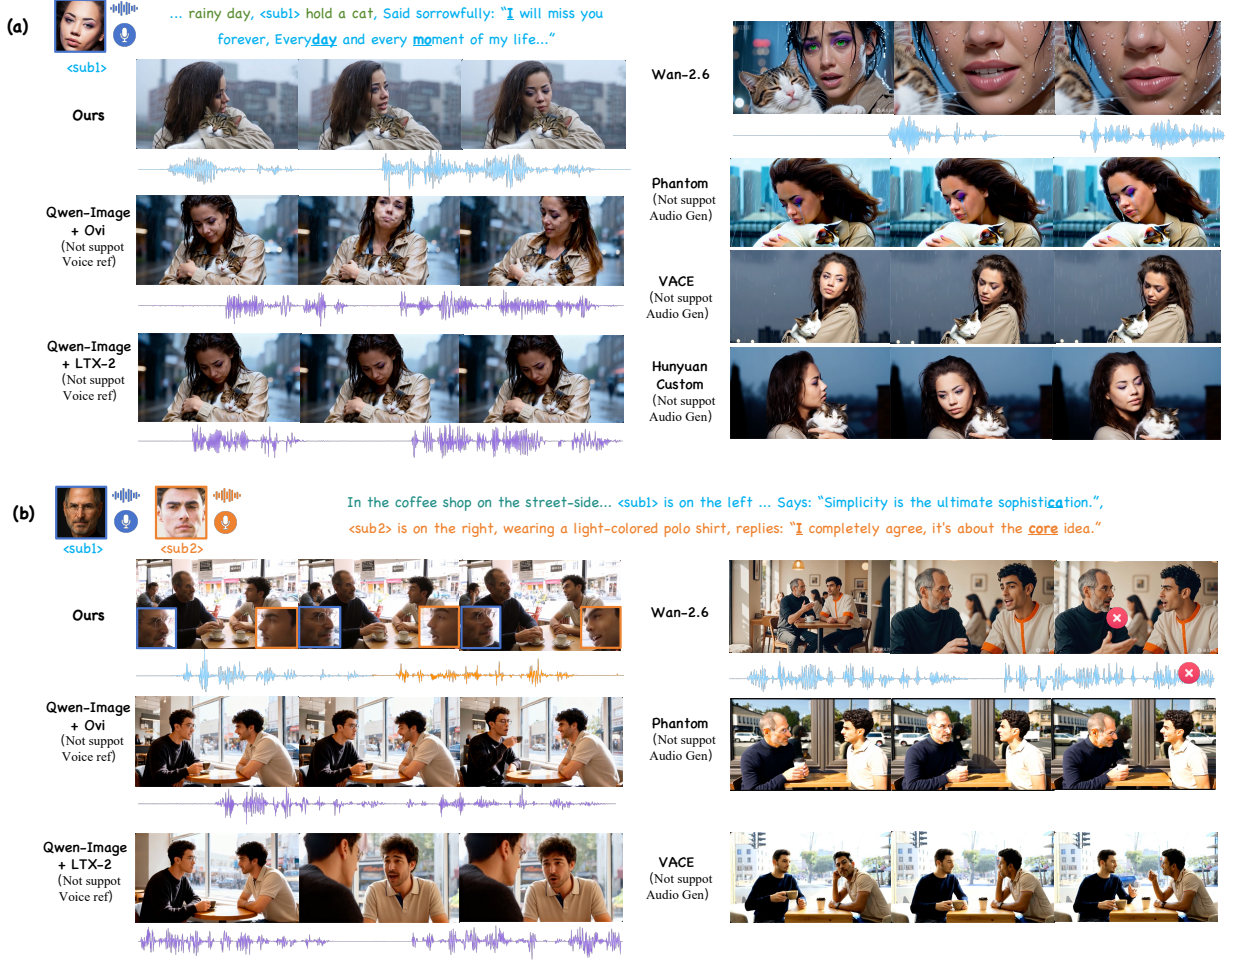 (a)
<sub1>
... rainy day, <sub1> hold a cat, Said sorrowfully: “I will miss you
forever, Everyday and every moment of my life...”
Ours
Qwen-Image
+ Ovi
(Not suppot
Voice ref)
Qwen-Image
+ LTX-2
(Not suppot
Voice ref)
Wan-2.6
Phantom
(Not suppot
Audio Gen)
VACE
(Not suppot
Audio Gen)
Hunyuan
Custom
(Not suppot
Audio Gen)
(b)
<sub1>
<sub2>
In the coffee shop on the street-side... <sub1> is on the left ... Says: “Simplicity is the ultimate sophistication.”,
<sub2> is on the right, wearing a light-colored polo shirt, replies: “I completely agree, it's about the core idea.”
Ours
Qwen-Image
+ Ovi
(Not suppot
Voice ref)
Qwen-Image
+ LTX-2
(Not suppot
Voice ref)
Wan-2.6
Phantom
(Not suppot
Audio Gen)
VACE
(Not suppot
Audio Gen)